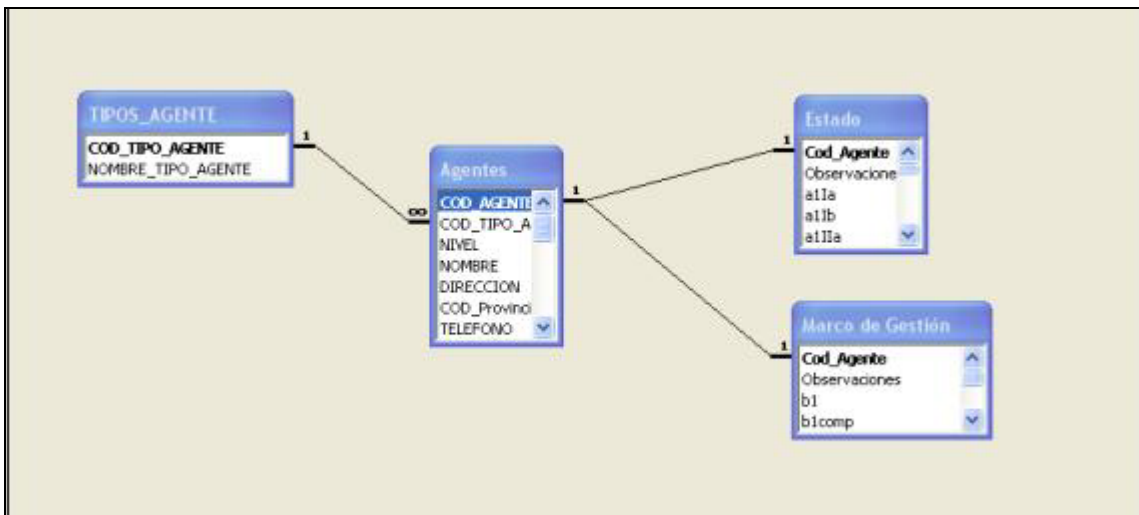 TIPOS_AGENTE
COD_TIPO_AGENTE
NOMBRE_TIPO_AGENTE
1
∞
Agentes
COD_AGENTE
COD_TIPO_A
NIVEL
NOMBRE
DIRECCION
COD_Provinci
TELEFONO
1
1
Estado
Cod_Agente
Observacione
a1Ia
a1Ib
a1IIa
1
Marco de Gestión
Cod_Agente
Observaciones
b1
b1comp